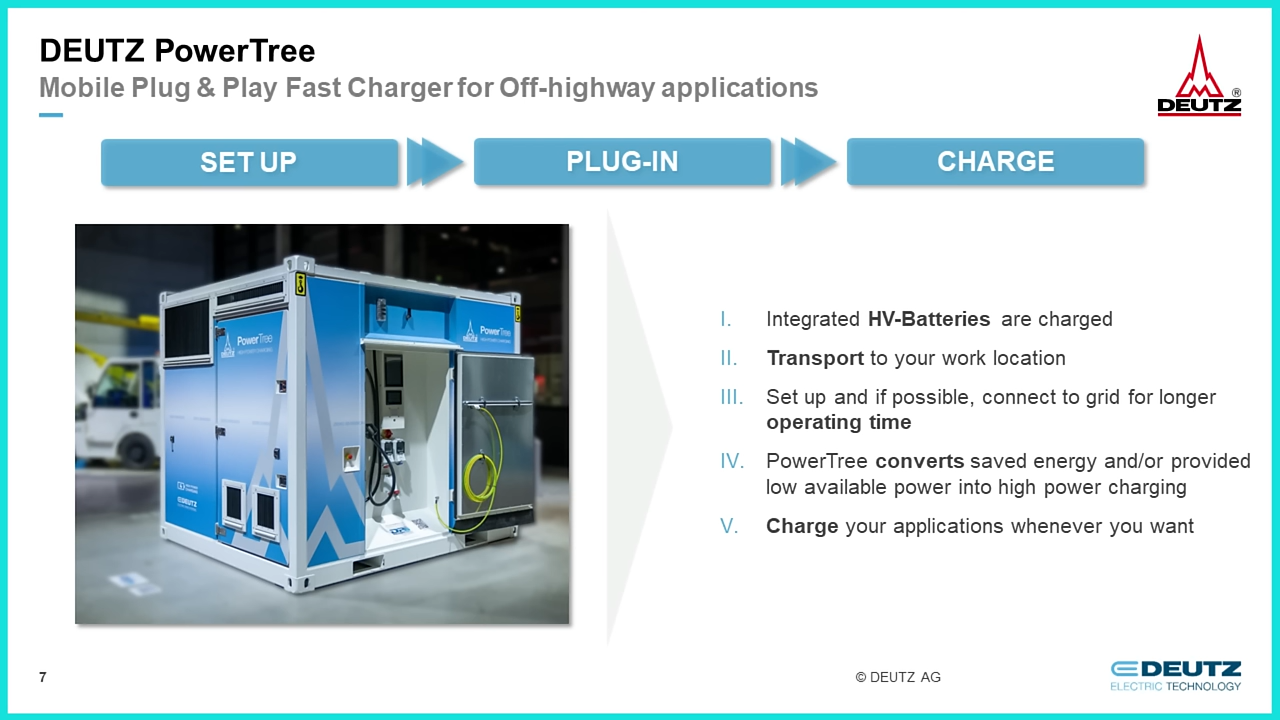 DEUTZ PowerTree
Mobile Plug & Play Fast Charger for Off-highway applications
DEUTZ®
SET UP
PLUG-IN
CHARGE
PowerTree
DEUTZ
PowerTree
DEUTZ
I. Integrated HV-Batteries are charged
II. Transport to your work location
III. Set up and if possible, connect to grid for longer
operating time
IV. PowerTree converts saved energy and/or provided
low available power into high power charging
V. Charge your applications whenever you want
7
© DEUTZ AG
DEUTZ
ELECTRIC TECHNOLOGY